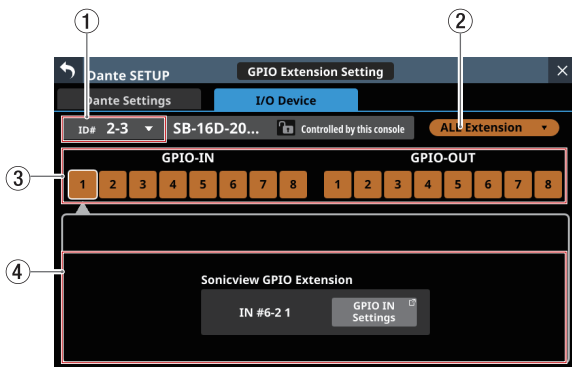 ① ②
Dante SETUP GPIO Extension Setting ×
Dante Settings I/O Device
ID# 2-3 ▼ SB-16D-20... Controlled by this console ALL Extension ▼
③
GPIO-IN GPIO-OUT
1 2 3 4 5 6 7 8 1 2 3 4 5 6 7 8
④
Sonicview GPIO Extension
IN #6-2 1 GPIO IN
Settings